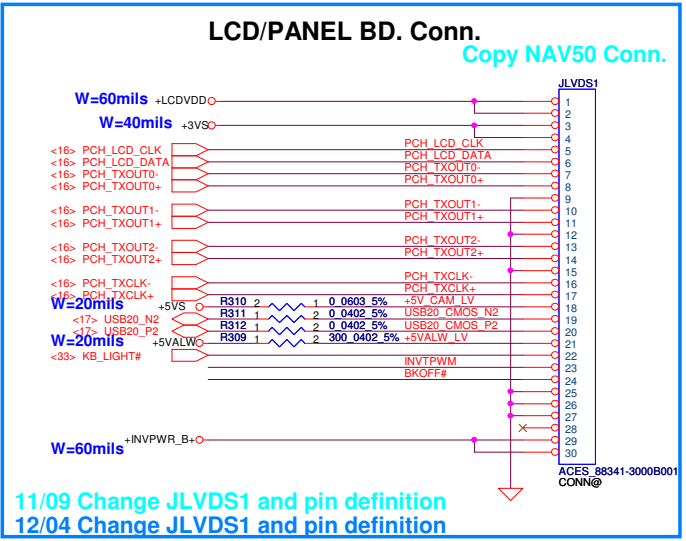 LCD/PANEL BD. Conn.
Copy NAV50 Conn.
JLVDS1
W=60mils +LCDVDD 1
2
W=40mils +3VS 3
4
<16> PCH_LCD_CLK PCH_LCD_CLK 5
<16> PCH_LCD_DATA PCH_LCD_DATA 6
<16> PCH_TXOUT0- PCH_TXOUT0- 7
<16> PCH_TXOUT0+ PCH_TXOUT0+ 8
9
<16> PCH_TXOUT1- PCH_TXOUT1- 10
<16> PCH_TXOUT1+ PCH_TXOUT1+ 11
12
<16> PCH_TXOUT2- PCH_TXOUT2- 13
<16> PCH_TXOUT2+ PCH_TXOUT2+ 14
15
<16> PCH_TXCLK- PCH_TXCLK- 16
<16> PCH_TXCLK+ PCH_TXCLK+ 17
W=20mils +5VS R310 2 1 0_0603_5% +5V_CAM_LV 18
<17> USB20_N2 R311 1 2 0_0402_5% USB20_CMOS_N2 19
<17> USB20_P2 R312 1 2 0_0402_5% USB20_CMOS_P2 20
W=20mils +5VALW R309 1 2 300_0402_5% +5VALW_LV 21
<33> KB_LIGHT# 22
INVTPWM 23
BKOFF# 24
25
26
27
28
+INVPWR_B+ 29
W=60mils 30
ACES_88341-3000B001
CONN@
11/09 Change JLVDS1 and pin definition
12/04 Change JLVDS1 and pin definition